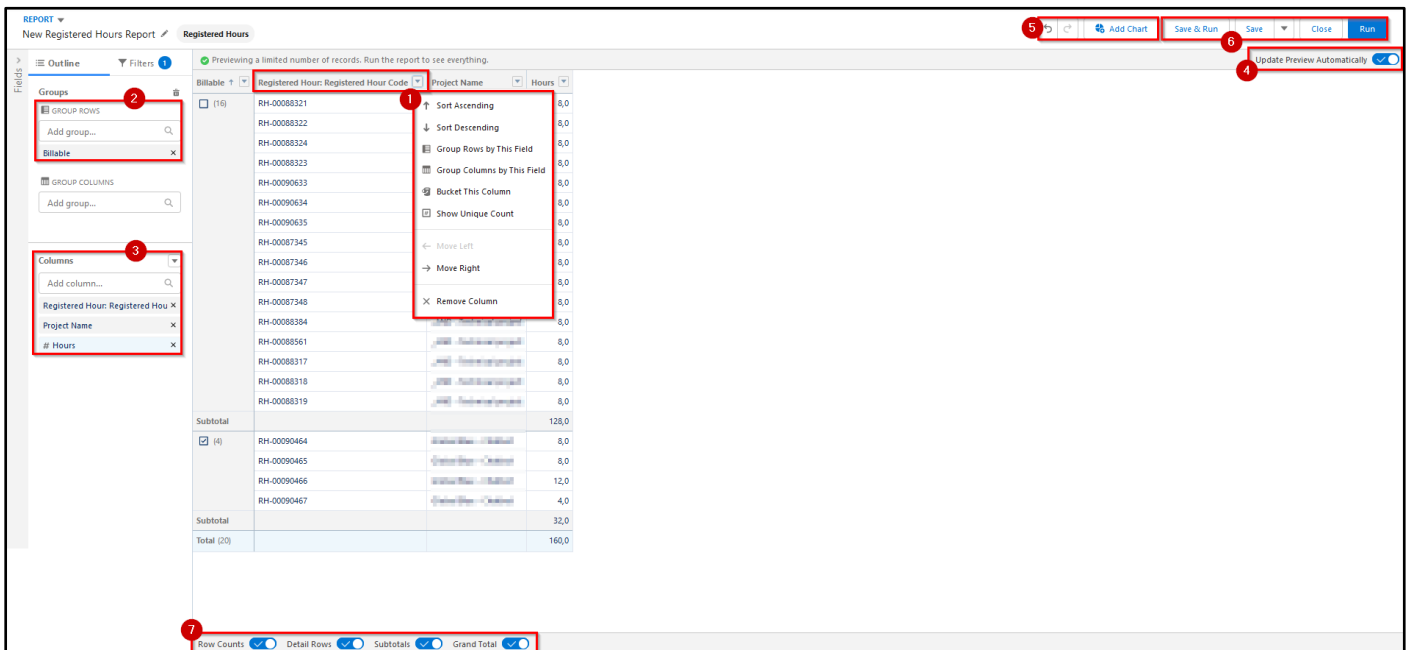 REPORT
New Registered Hours Report Registered Hours
5 Add Chart Save & Run Save Close Run
6
Fields
Outline Filters 1
Previewing a limited number of records. Run the report to see everything.
Update Preview Automatically
4
Groups
2
GROUP ROWS
Add group...
Billable
GROUP COLUMNS
Add group...
3
Columns
Add column...
Registered Hour: Registered Hou
Project Name
# Hours
Billable Registered Hour: Registered Hour Code Project Name Hours
1
Sort Ascending
Sort Descending
Group Rows by This Field
Group Columns by This Field
Bucket This Column
Show Unique Count
Move Left
Move Right
Remove Column
(16) RH-00088321 8,0
RH-00088322 8,0
RH-00088324 8,0
RH-00088323 8,0
RH-00090633 8,0
RH-00090634 8,0
RH-00090635 8,0
RH-00087345 8,0
RH-00087346 8,0
RH-00087347 8,0
RH-00087348 8,0
RH-00088384 8,0
RH-00088561 8,0
RH-00088317 8,0
RH-00088318 8,0
RH-00088319 8,0
Subtotal 128,0
(4) RH-00090464 8,0
RH-00090465 8,0
RH-00090466 12,0
RH-00090467 4,0
Subtotal 32,0
Total (20) 160,0
7
Row Counts Detail Rows Subtotals Grand Total